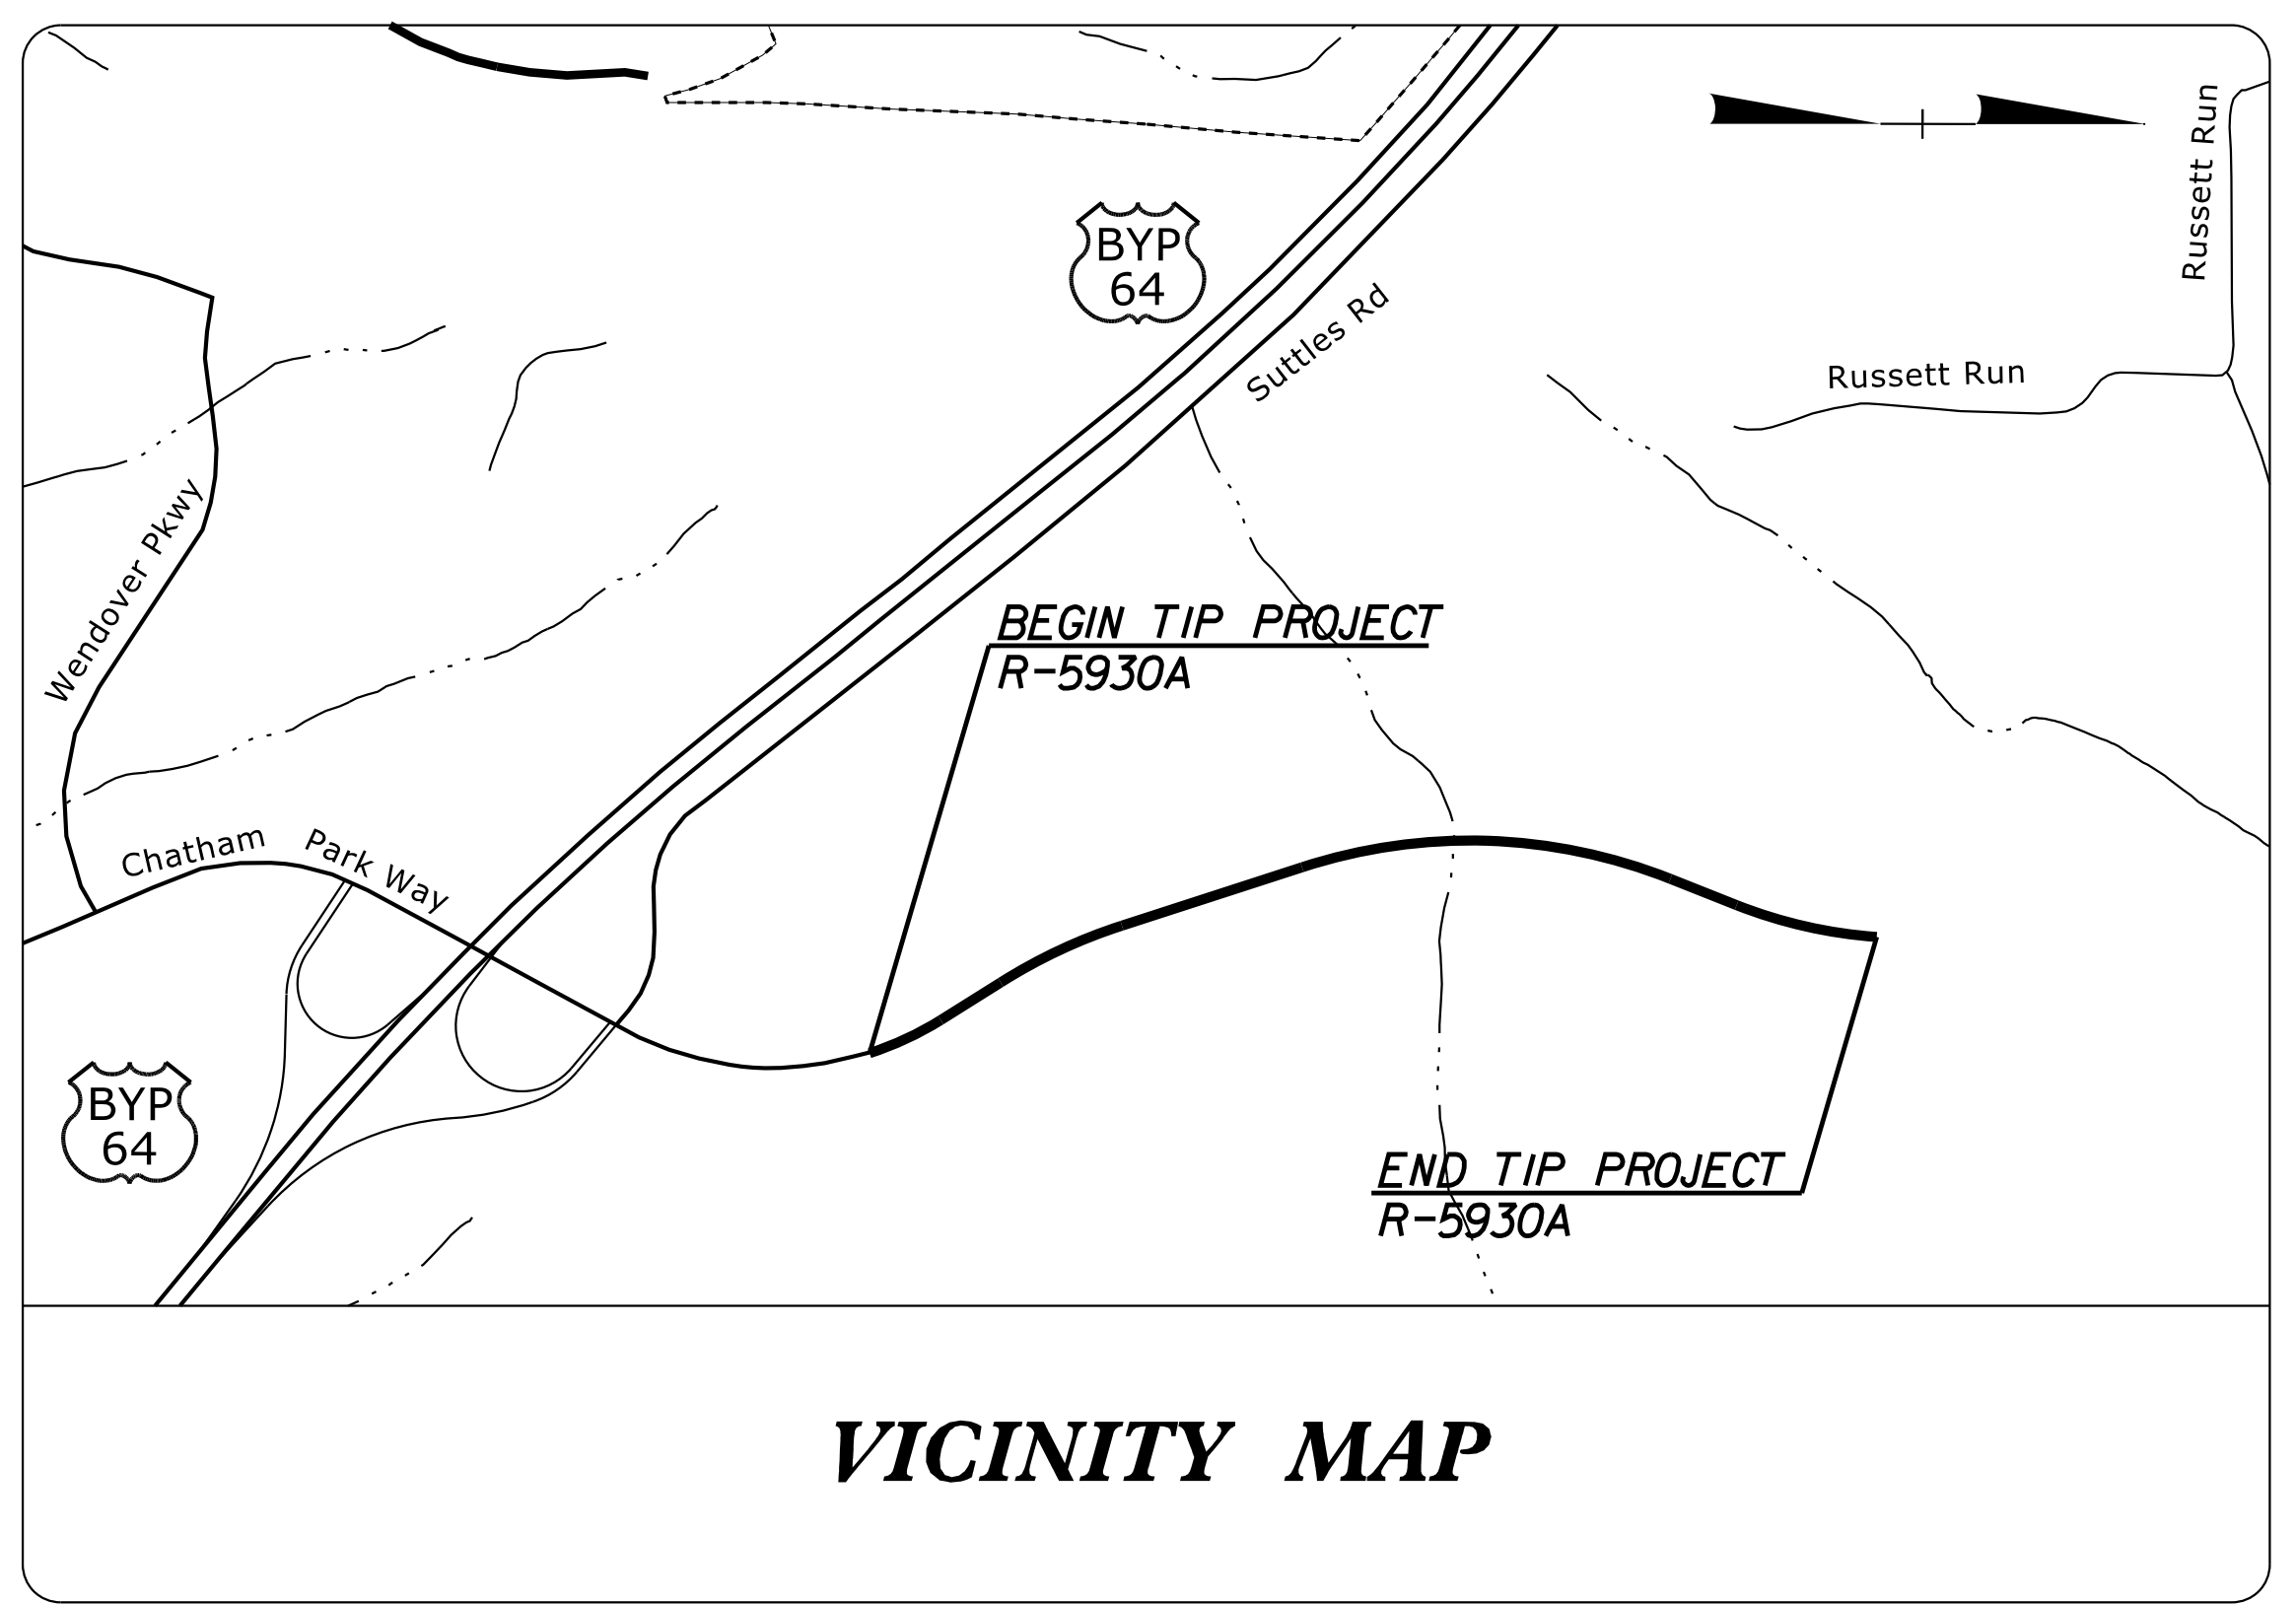 Russett Run
BYP
64
Suttles Rd
Russett Run
Wendover Pkwy
BEGIN TIP PROJECT
R-5930A
Chatham Park Way
BYP
64
END TIP PROJECT
R-5930A
VICINITY MAP